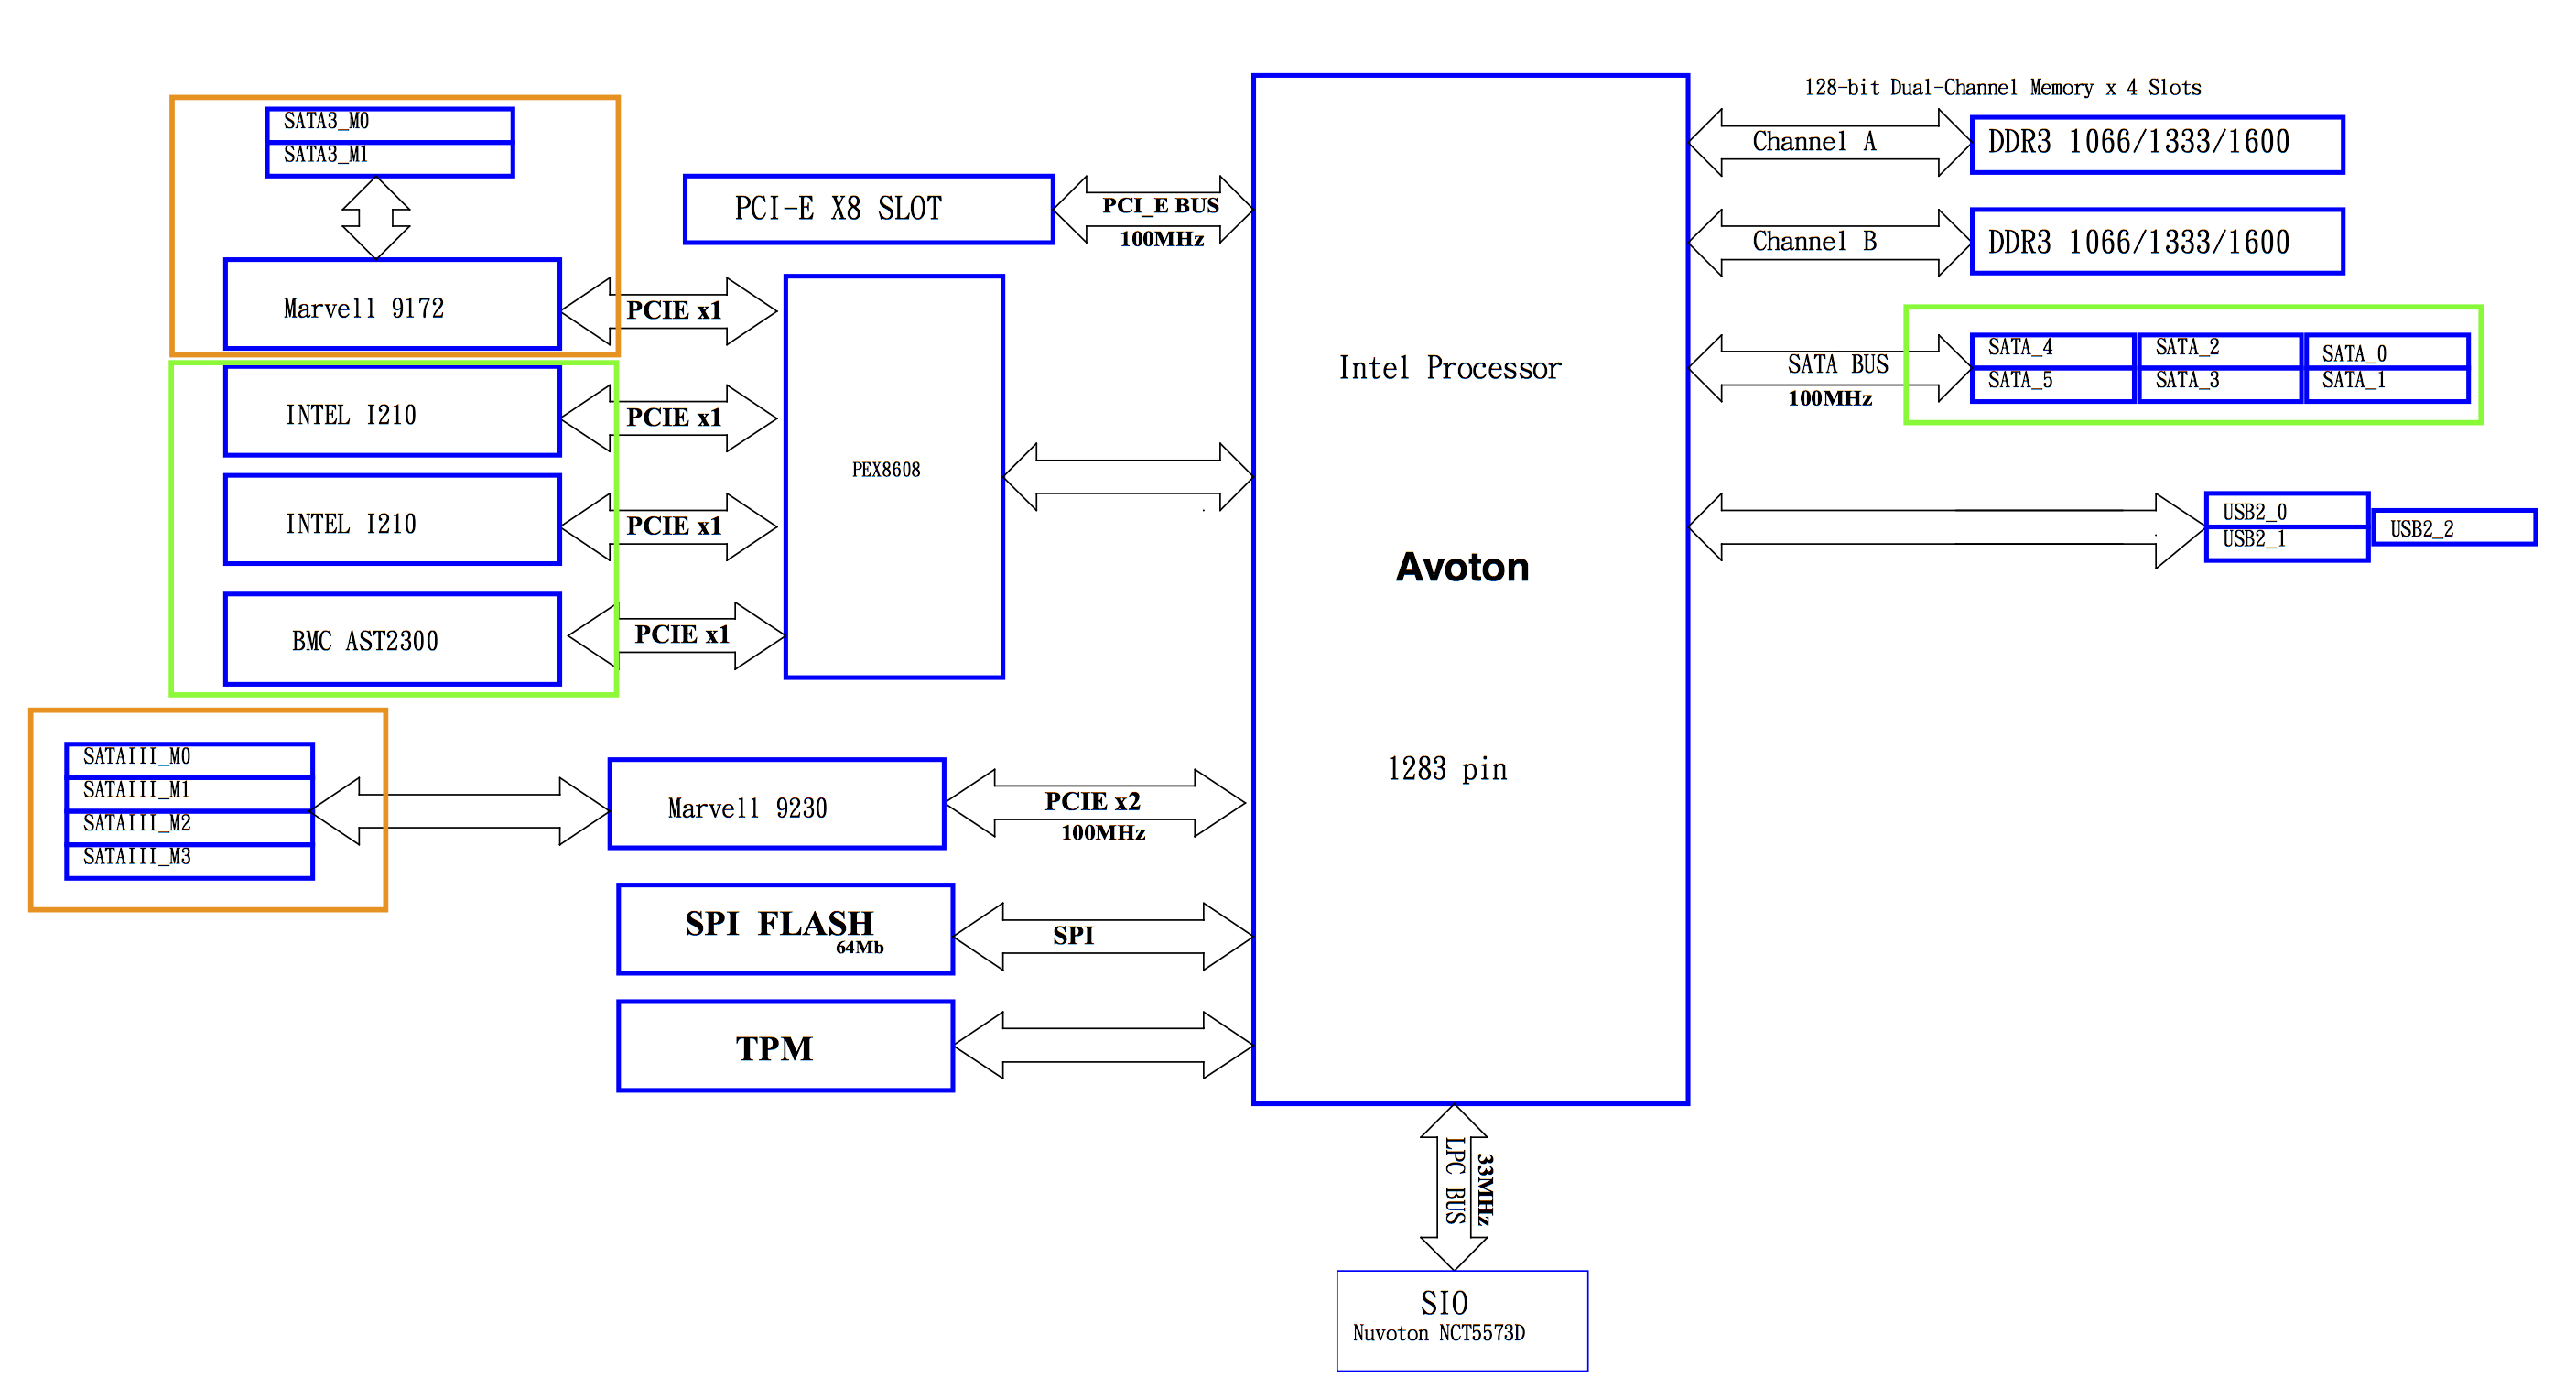 128-bit Dual-Channel Memory x 4 Slots
SATA3_M0
SATA3_M1
Channel A
DDR3 1066/1333/1600
PCI-E X8 SLOT
PCI_E BUS
100MHz
Channel B
DDR3 1066/1333/1600
Marvell 9172
PCIE x1
Intel Processor
SATA BUS
100MHz
SATA_4
SATA_5
SATA_2
SATA_3
SATA_0
SATA_1
INTEL I210
PCIE x1
PEX8608
INTEL I210
PCIE x1
USB2_0
USB2_1
USB2_2
Avoton
BMC AST2300
PCIE x1
SATAIII_M0
SATAIII_M1
SATAIII_M2
SATAIII_M3
Marvell 9230
PCIE x2
100MHz
1283 pin
SPI FLASH
64Mb
SPI
TPM
LPC BUS
33MHz
SIO
Nuvoton NCT5573D